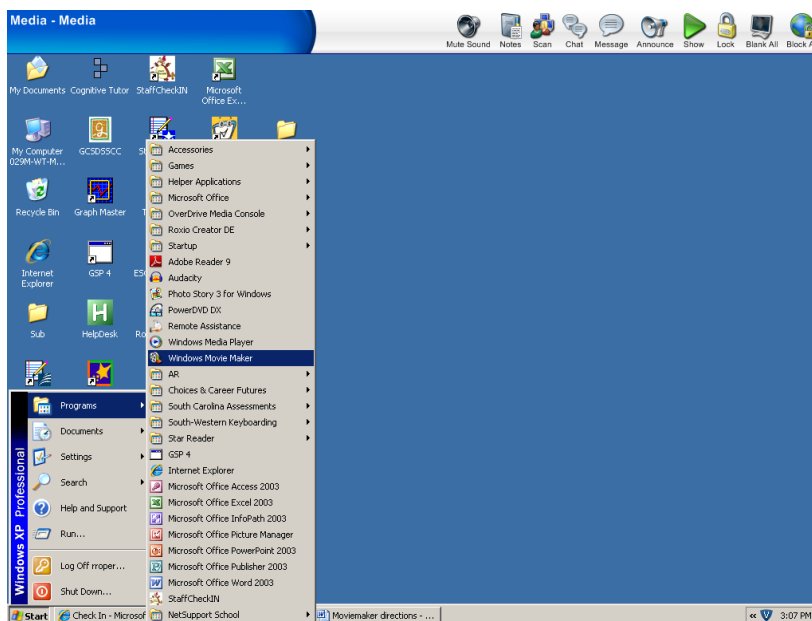 Media - Media
Mute Sound Notes Scan Chat Message Announce Show Lock Blank All Block A
My Documents Cognitive Tutor StaffCheckIN Microsoft
Office Ex...
My Computer GCSDSSCC
029M-WT-M...
Recycle Bin Graph Master
Internet GSP 4 ESC
Explorer
Sub HelpDesk Ro
Accessories
Games
Helper Applications
Microsoft Office
OverDrive Media Console
Roxio Creator DE
Startup
Adobe Reader 9
Audacity
Photo Story 3 for Windows
PowerDVD DX
Remote Assistance
Windows Media Player
Windows Movie Maker
AR
Choices & Career Futures
South Carolina Assessments
South-Western Keyboarding
Star Reader
GSP 4
Internet Explorer
Microsoft Office Access 2003
Microsoft Office Excel 2003
Microsoft Office InfoPath 2003
Microsoft Office Picture Manager
Microsoft Office PowerPoint 2003
Microsoft Office Publisher 2003
Microsoft Office Word 2003
StaffCheckIN
NetSupport School
Programs
Documents
Settings
Search
Help and Support
Run...
Log Off rroper...
Shut Down...
Windows XP Professional
Start Check In - Microsof Moviemaker directions - ... « 3:07 PM